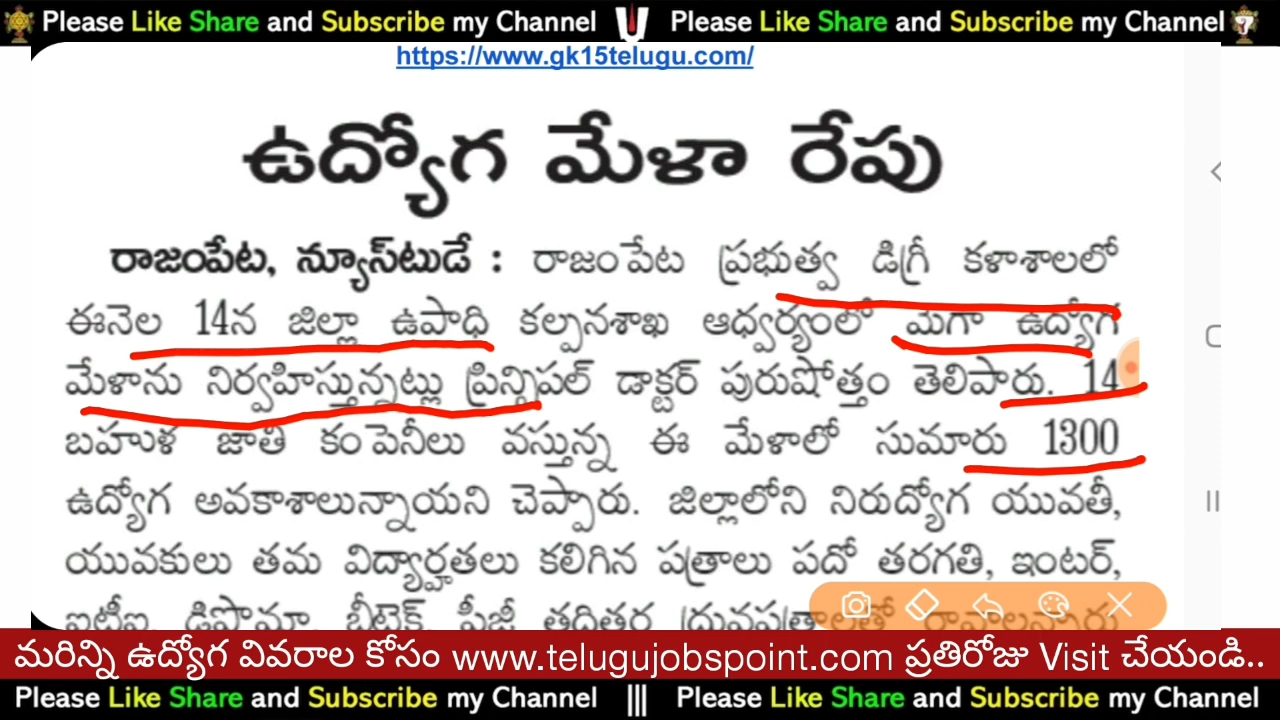 Please Like Share and Subscribe my Channel Please Like Share and Subscribe my Channel
https://www.gk15telugu.com/
ఉద్యోగ మేళా రేపు
రాజంపేట, న్యూస్‌టుడే : రాజంపేట ప్రభుత్వ డిగ్రీ కళాశాలలో
ఈనెల 14న జిల్లా ఉపాధి కల్పనశాఖ ఆధ్వర్యంలో మెగా ఉద్యోగ
మేళాను నిర్వహిస్తున్నట్లు ప్రిన్సిపల్ డాక్టర్ పురుషోత్తం తెలిపారు. 14
బహుళ జాతి కంపెనీలు వస్తున్న ఈ మేళాలో సుమారు 1300
ఉద్యోగ అవకాశాలున్నాయని చెప్పారు. జిల్లాలోని నిరుద్యోగ యువతీ,
యువకులు తమ విద్యార్హతలు కలిగిన పత్రాలు పదో తరగతి, ఇంటర్,
ఐటీఐ, డిప్లొమా, బీటెక్, పీజీ తదితర
మరిన్ని ఉద్యోగ వివరాల కోసం www.telugujobspoint.com ప్రతిరోజు Visit చేయండి..
Please Like Share and Subscribe my Channel ||| Please Like Share and Subscribe my Channel